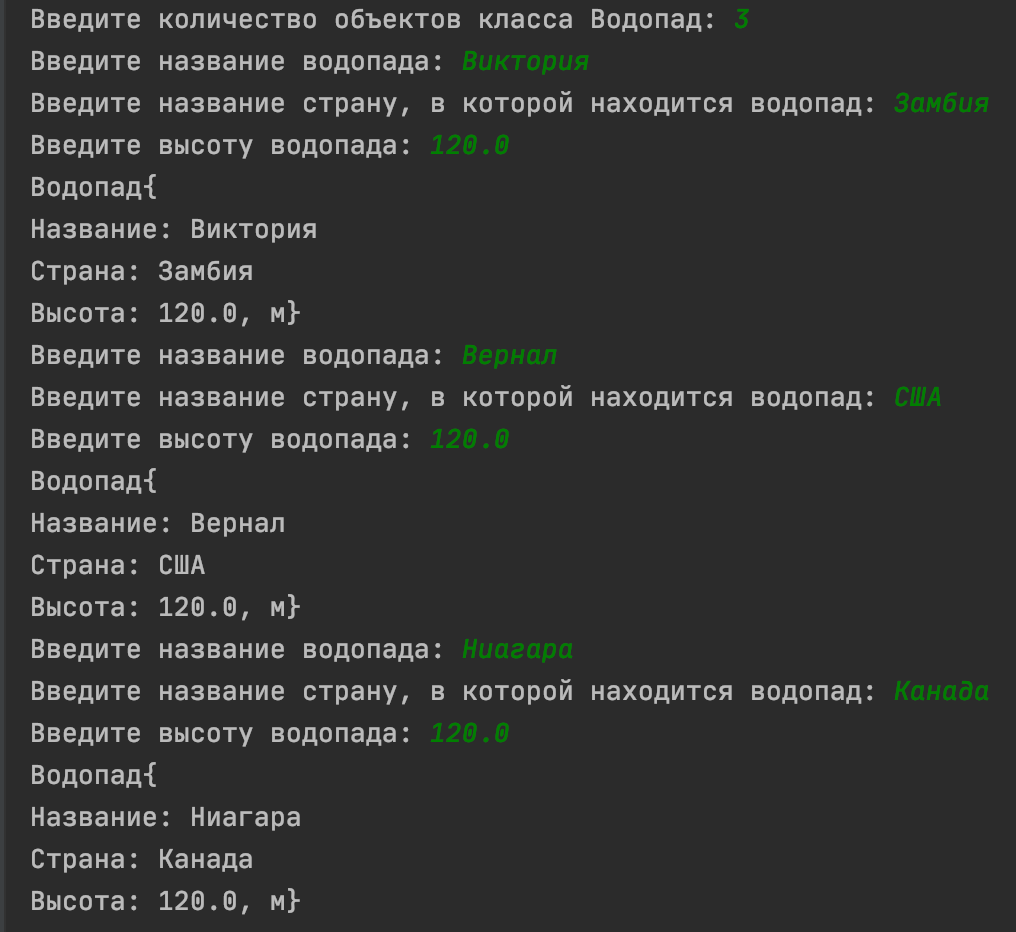 Введите количество объектов класса Водопад: 3
Введите название водопада: Виктория
Введите название страну, в которой находится водопад: Замбия
Введите высоту водопада: 120.0
Водопад{
Название: Виктория
Страна: Замбия
Высота: 120.0, м}
Введите название водопада: Вернал
Введите название страну, в которой находится водопад: США
Введите высоту водопада: 120.0
Водопад{
Название: Вернал
Страна: США
Высота: 120.0, м}
Введите название водопада: Ниагара
Введите название страну, в которой находится водопад: Канада
Введите высоту водопада: 120.0
Водопад{
Название: Ниагара
Страна: Канада
Высота: 120.0, м}